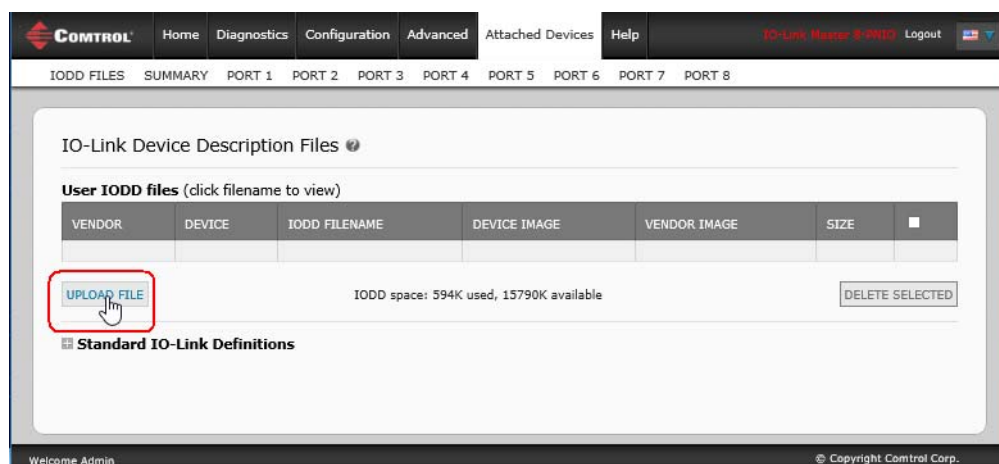 COMTROL Home Diagnostics Configuration Advanced Attached Devices Help IO-Link Master 8-PNIO Logout
IODD FILES SUMMARY PORT 1 PORT 2 PORT 3 PORT 4 PORT 5 PORT 6 PORT 7 PORT 8
IO-Link Device Description Files ?
User IODD files (click filename to view)
VENDOR DEVICE IODD FILENAME DEVICE IMAGE VENDOR IMAGE SIZE
UPLOAD FILE IODD space: 594K used, 15790K available DELETE SELECTED
Standard IO-Link Definitions
Welcome Admin © Copyright Comtrol Corp.